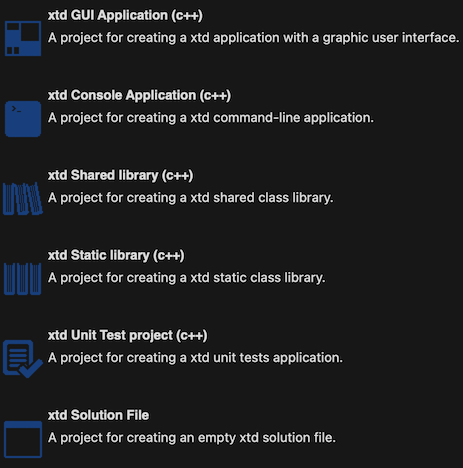 xtd GUI Application (c++)
A project for creating a xtd application with a graphic user interface.
xtd Console Application (c++)
A project for creating a xtd command-line application.
xtd Shared library (c++)
A project for creating a xtd shared class library.
xtd Static library (c++)
A project for creating a xtd static class library.
xtd Unit Test project (c++)
A project for creating a xtd unit tests application.
xtd Solution File
A project for creating an empty xtd solution file.